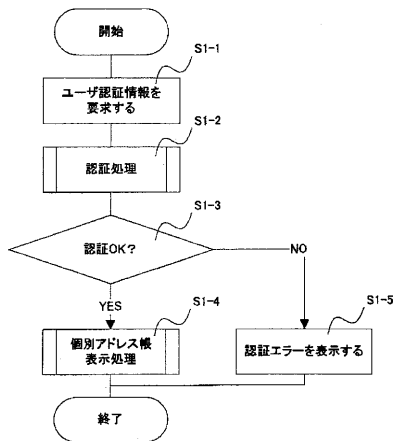 開始
S1-1
ユーザ認証情報を
要求する
S1-2
認証処理
S1-3
認証OK?
NO
YES
S1-4
個別アドレス帳
表示処理
S1-5
認証エラーを表示する
終了